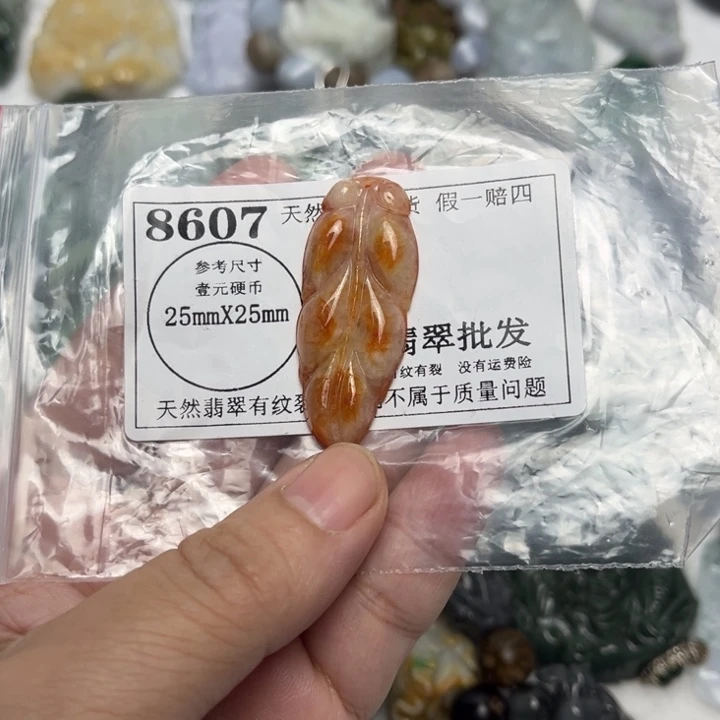 8607 天然 货 假一赔四
参考尺寸
壹元硬币
25mmX25mm
翡翠批发
纹有裂 没有运费险
天然翡翠有纹裂 不属于质量问题